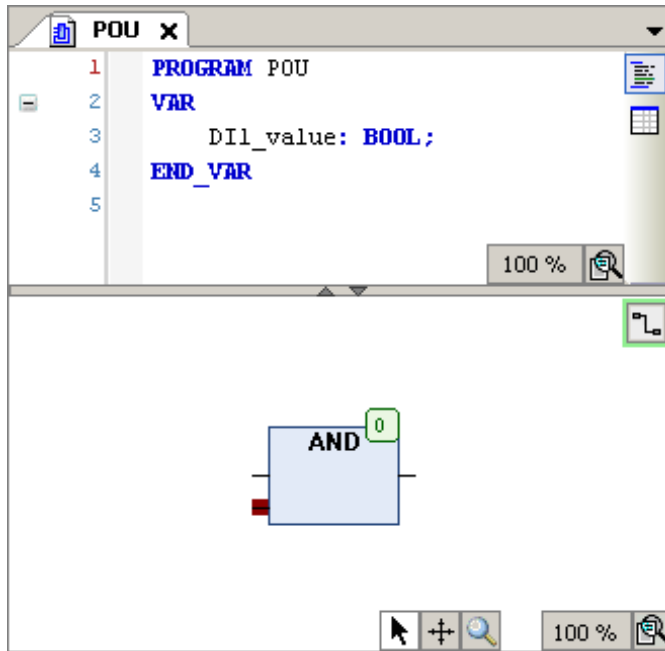 POU
1 PROGRAM POU
2 VAR
3 DI1_value: BOOL;
4 END_VAR
5
100 %
AND 0
100 %